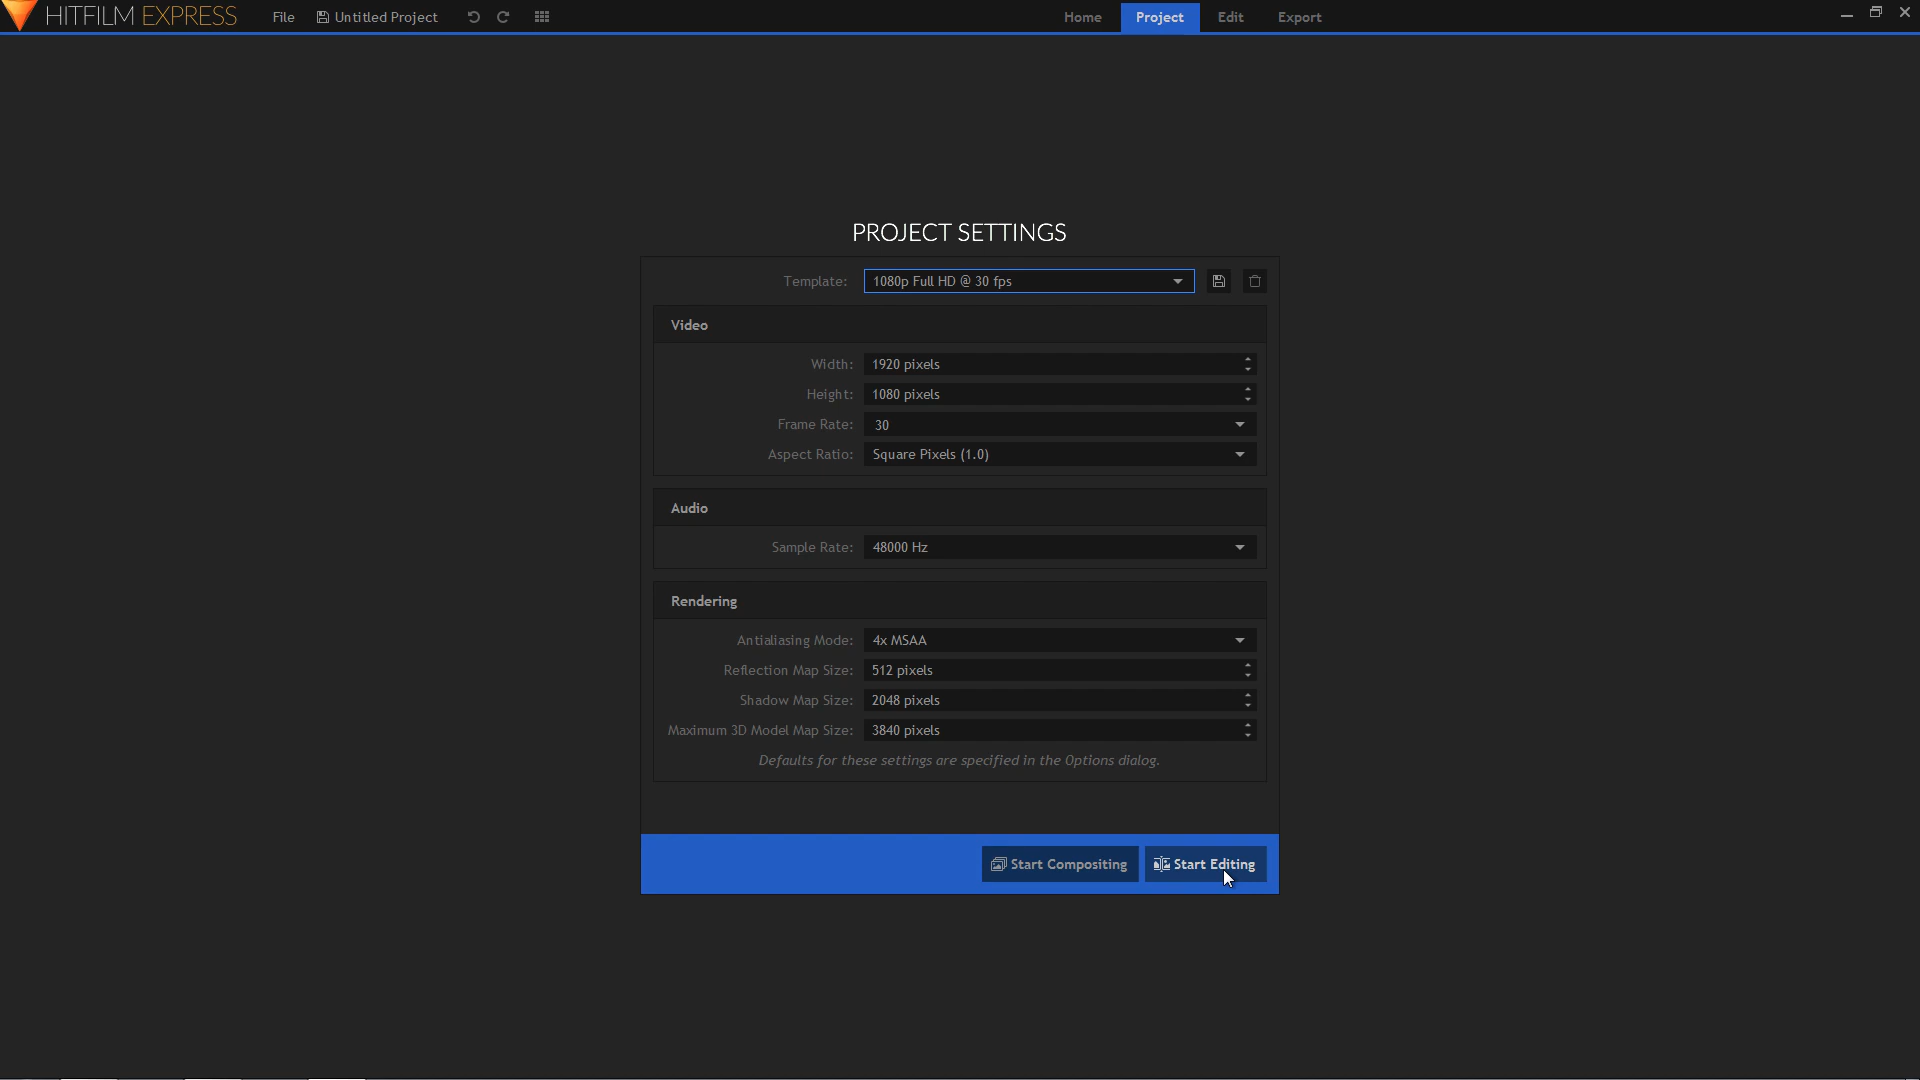 HITFILM EXPRESS File Untitled Project Home Project Edit Export
PROJECT SETTINGS
Template: 1080p Full HD @ 30 fps
Video
Width: 1920 pixels
Height: 1080 pixels
Frame Rate: 30
Aspect Ratio: Square Pixels (1.0)
Audio
Sample Rate: 48000 Hz
Rendering
Antialiasing Mode: 4x MSAA
Reflection Map Size: 512 pixels
Shadow Map Size: 2048 pixels
Maximum 3D Model Map Size: 3840 pixels
Defaults for these settings are specified in the Options dialog.
Start Compositing Start Editing